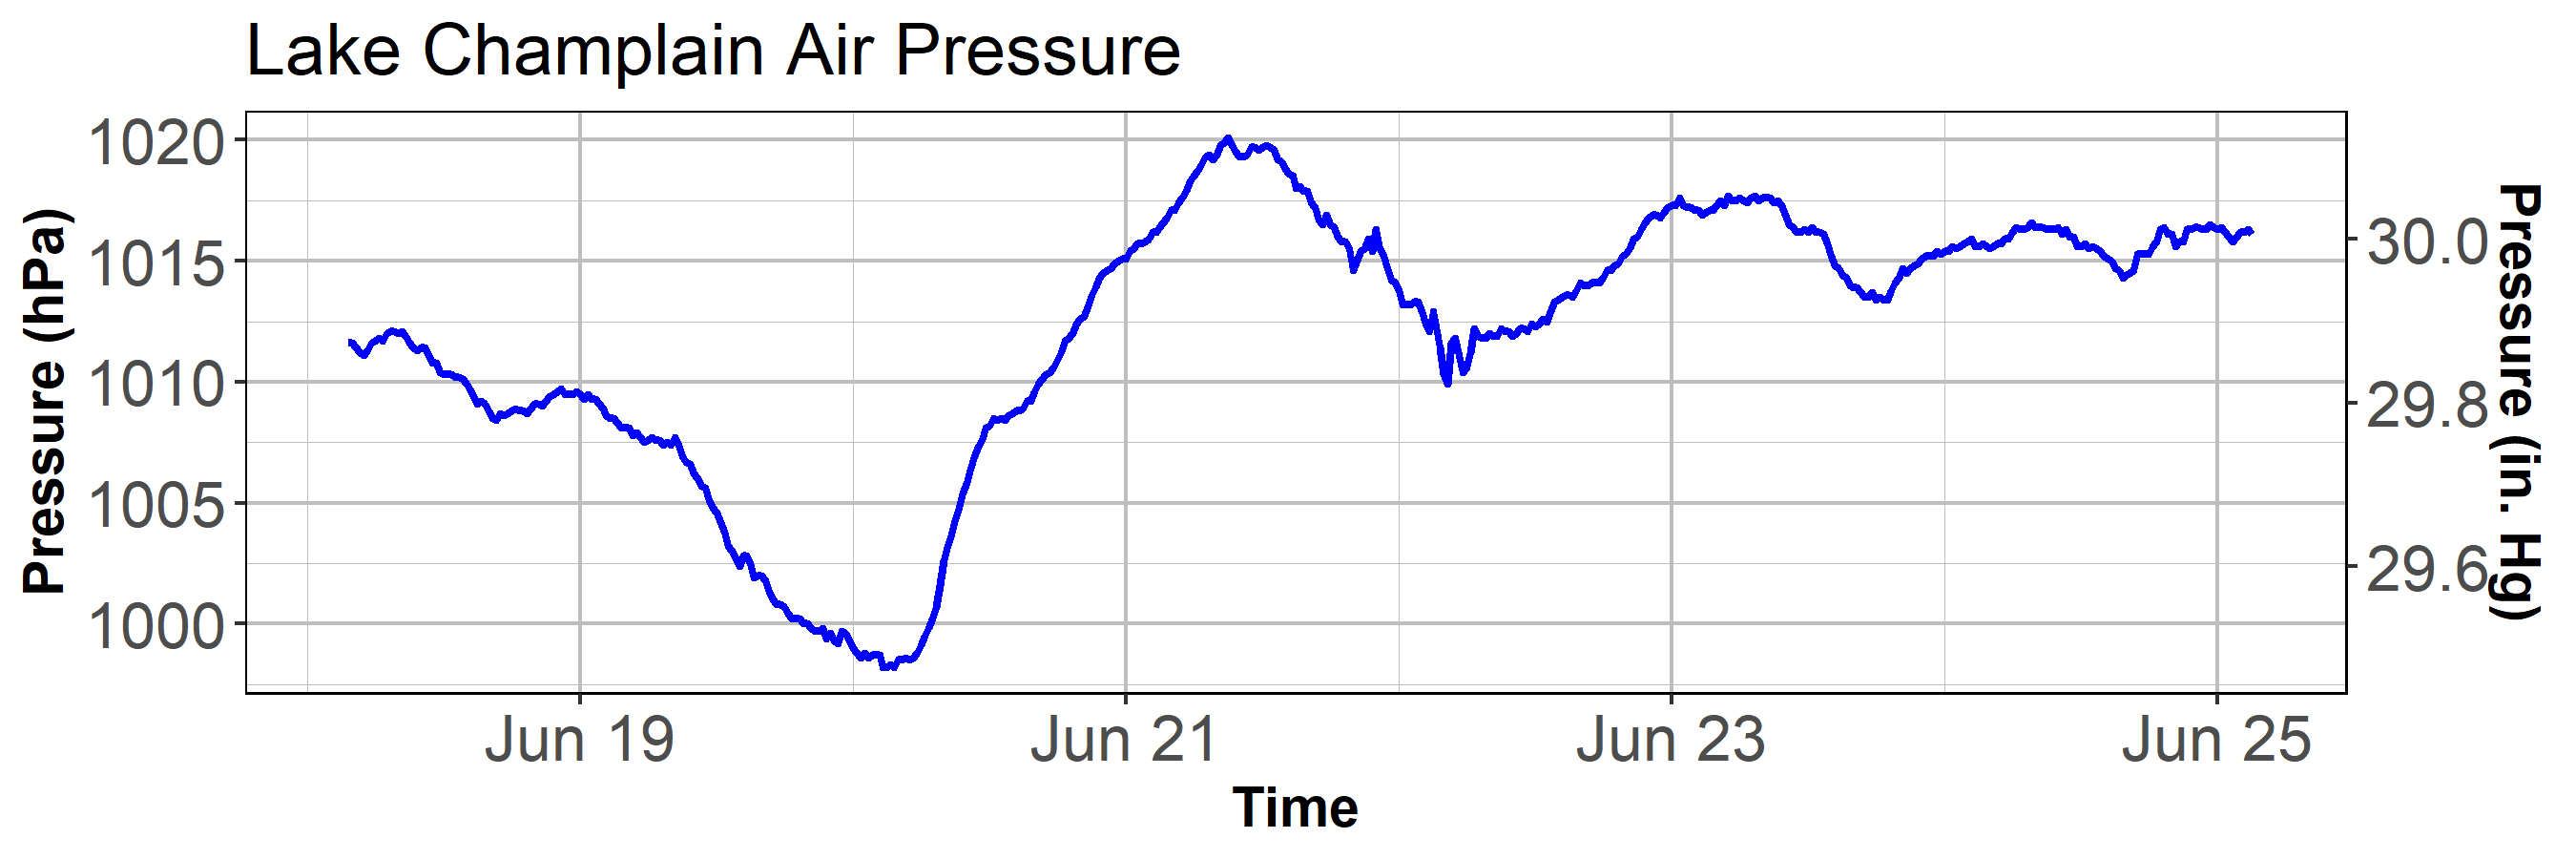 Lake Champlain Air Pressure
Pressure (hPa)
1020
1015
1010
1005
1000
30.0
29.8
29.6
Pressure (in. Hg)
Jun 19
Jun 21
Jun 23
Jun 25
Time